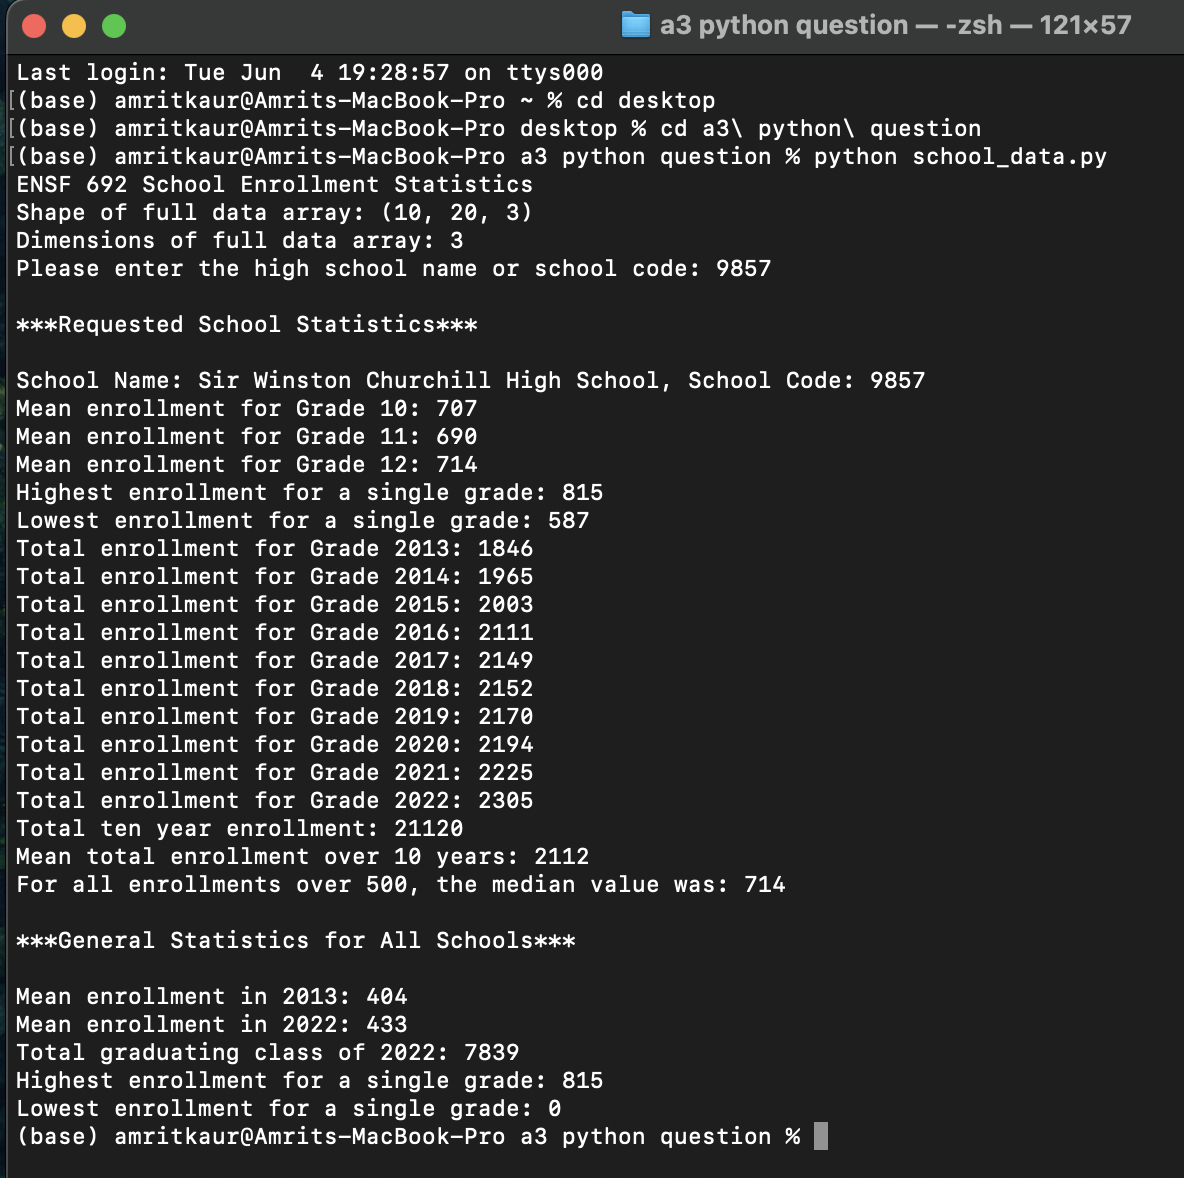 a3 python question — -zsh — 121×57
Last login: Tue Jun  4 19:28:57 on ttys000
[(base) amritkaur@Amrits-MacBook-Pro ~ % cd desktop
[(base) amritkaur@Amrits-MacBook-Pro desktop % cd a3\ python\ question
[(base) amritkaur@Amrits-MacBook-Pro a3 python question % python school_data.py
ENSF 692 School Enrollment Statistics
Shape of full data array: (10, 20, 3)
Dimensions of full data array: 3
Please enter the high school name or school code: 9857
***Requested School Statistics***
School Name: Sir Winston Churchill High School, School Code: 9857
Mean enrollment for Grade 10: 707
Mean enrollment for Grade 11: 690
Mean enrollment for Grade 12: 714
Highest enrollment for a single grade: 815
Lowest enrollment for a single grade: 587
Total enrollment for Grade 2013: 1846
Total enrollment for Grade 2014: 1965
Total enrollment for Grade 2015: 2003
Total enrollment for Grade 2016: 2111
Total enrollment for Grade 2017: 2149
Total enrollment for Grade 2018: 2152
Total enrollment for Grade 2019: 2170
Total enrollment for Grade 2020: 2194
Total enrollment for Grade 2021: 2225
Total enrollment for Grade 2022: 2305
Total ten year enrollment: 21120
Mean total enrollment over 10 years: 2112
For all enrollments over 500, the median value was: 714
***General Statistics for All Schools***
Mean enrollment in 2013: 404
Mean enrollment in 2022: 433
Total graduating class of 2022: 7839
Highest enrollment for a single grade: 815
Lowest enrollment for a single grade: 0
(base) amritkaur@Amrits-MacBook-Pro a3 python question %